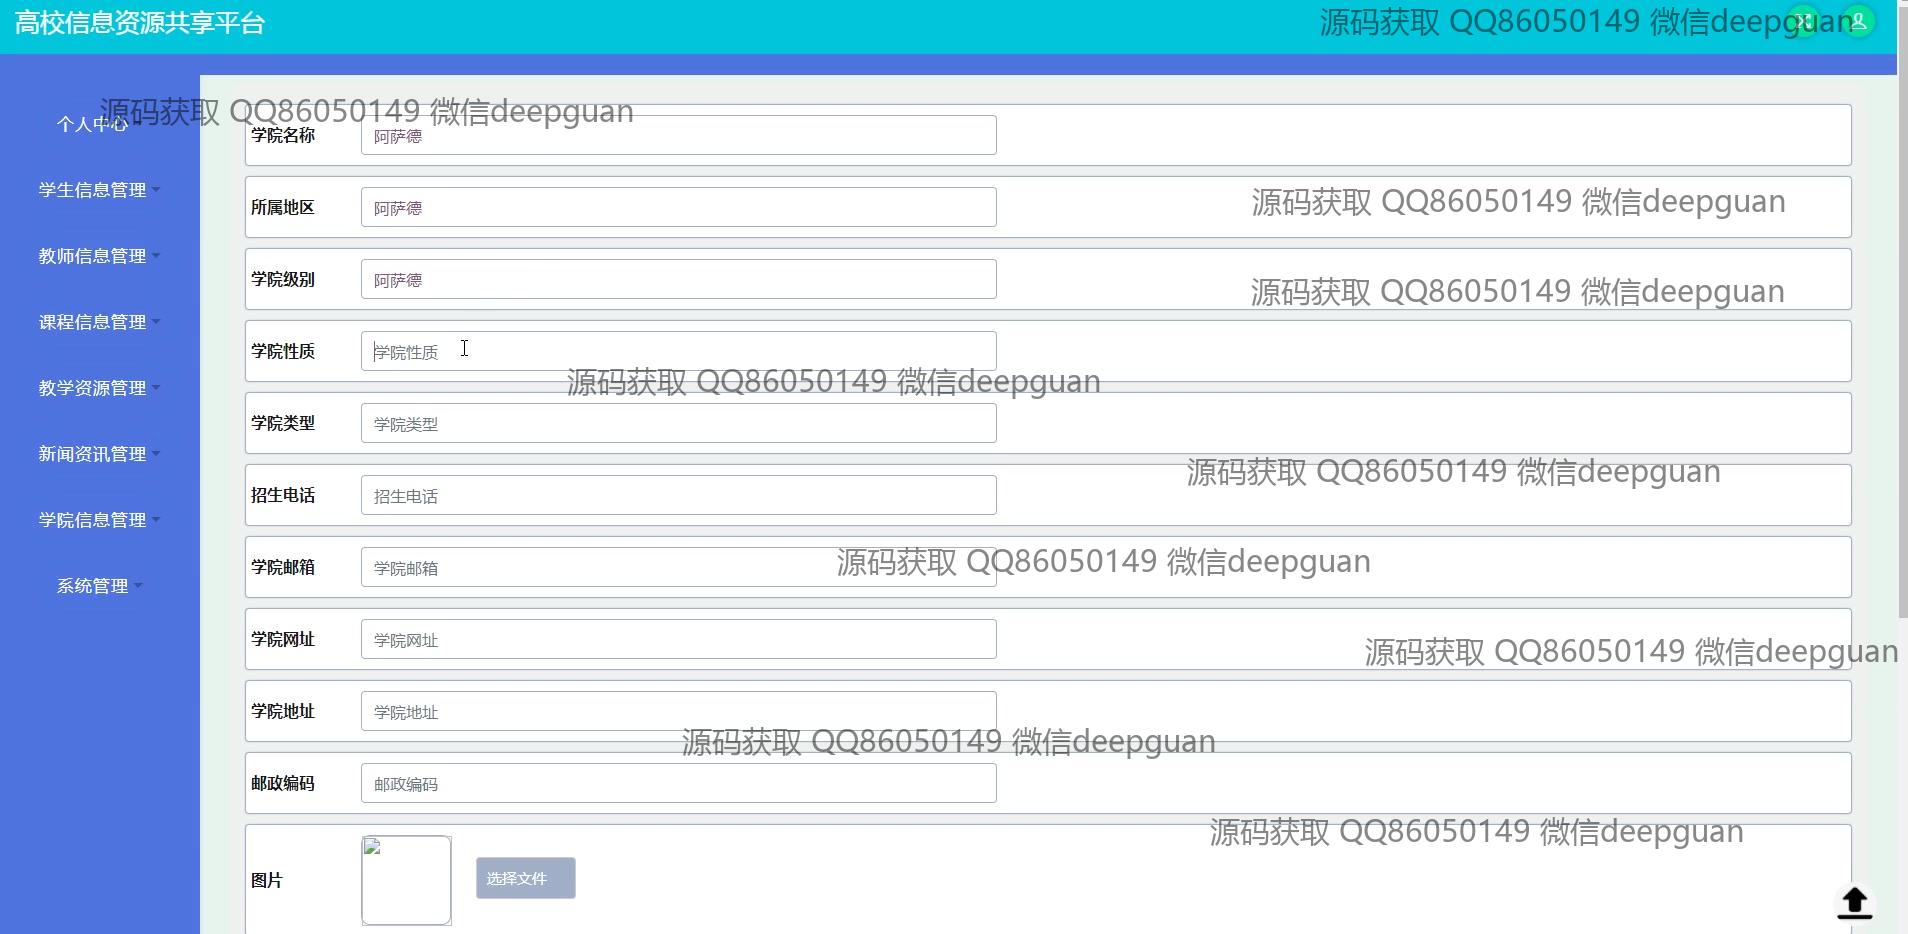 高校信息资源共享平台
源码获取 QQ86050149 微信deepguan
源码获取 QQ86050149 微信deepguan
个人中心
学院名称 阿萨德
学生信息管理
所属地区 阿萨德
源码获取 QQ86050149 微信deepguan
教师信息管理
学院级别 阿萨德
源码获取 QQ86050149 微信deepguan
课程信息管理
学院性质 学院性质
源码获取 QQ86050149 微信deepguan
教学资源管理
学院类型 学院类型
新闻资讯管理
源码获取 QQ86050149 微信deepguan
招生电话 招生电话
学院信息管理
源码获取 QQ86050149 微信deepguan
学院邮箱 学院邮箱
系统管理
学院网址 学院网址
源码获取 QQ86050149 微信deepguan
学院地址 学院地址
源码获取 QQ86050149 微信deepguan
邮政编码 邮政编码
源码获取 QQ86050149 微信deepguan
图片 选择文件